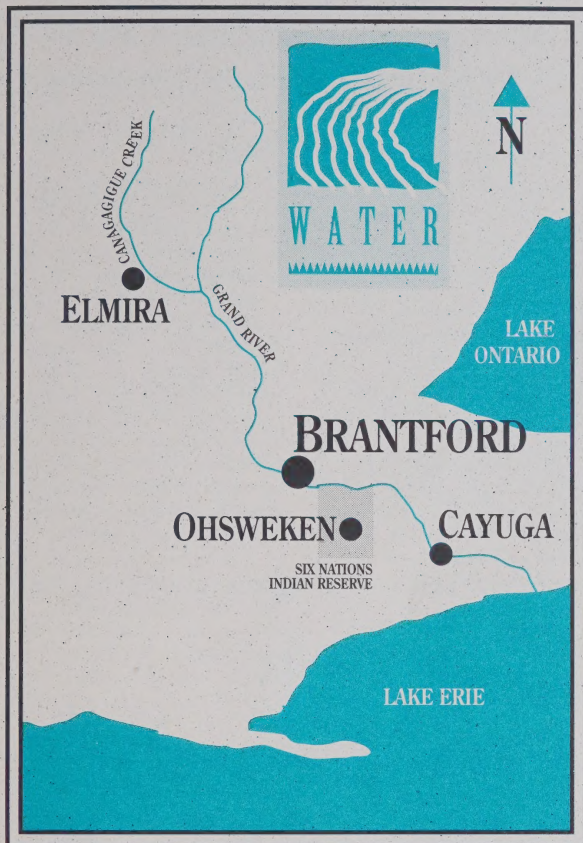 WATER
N
CANAGAGIGUE CREEK
ELMIRA
GRAND RIVER
LAKE
ONTARIO
BRANTFORD
OHSWEKEN
CAYUGA
SIX NATIONS
INDIAN RESERVE
LAKE ERIE